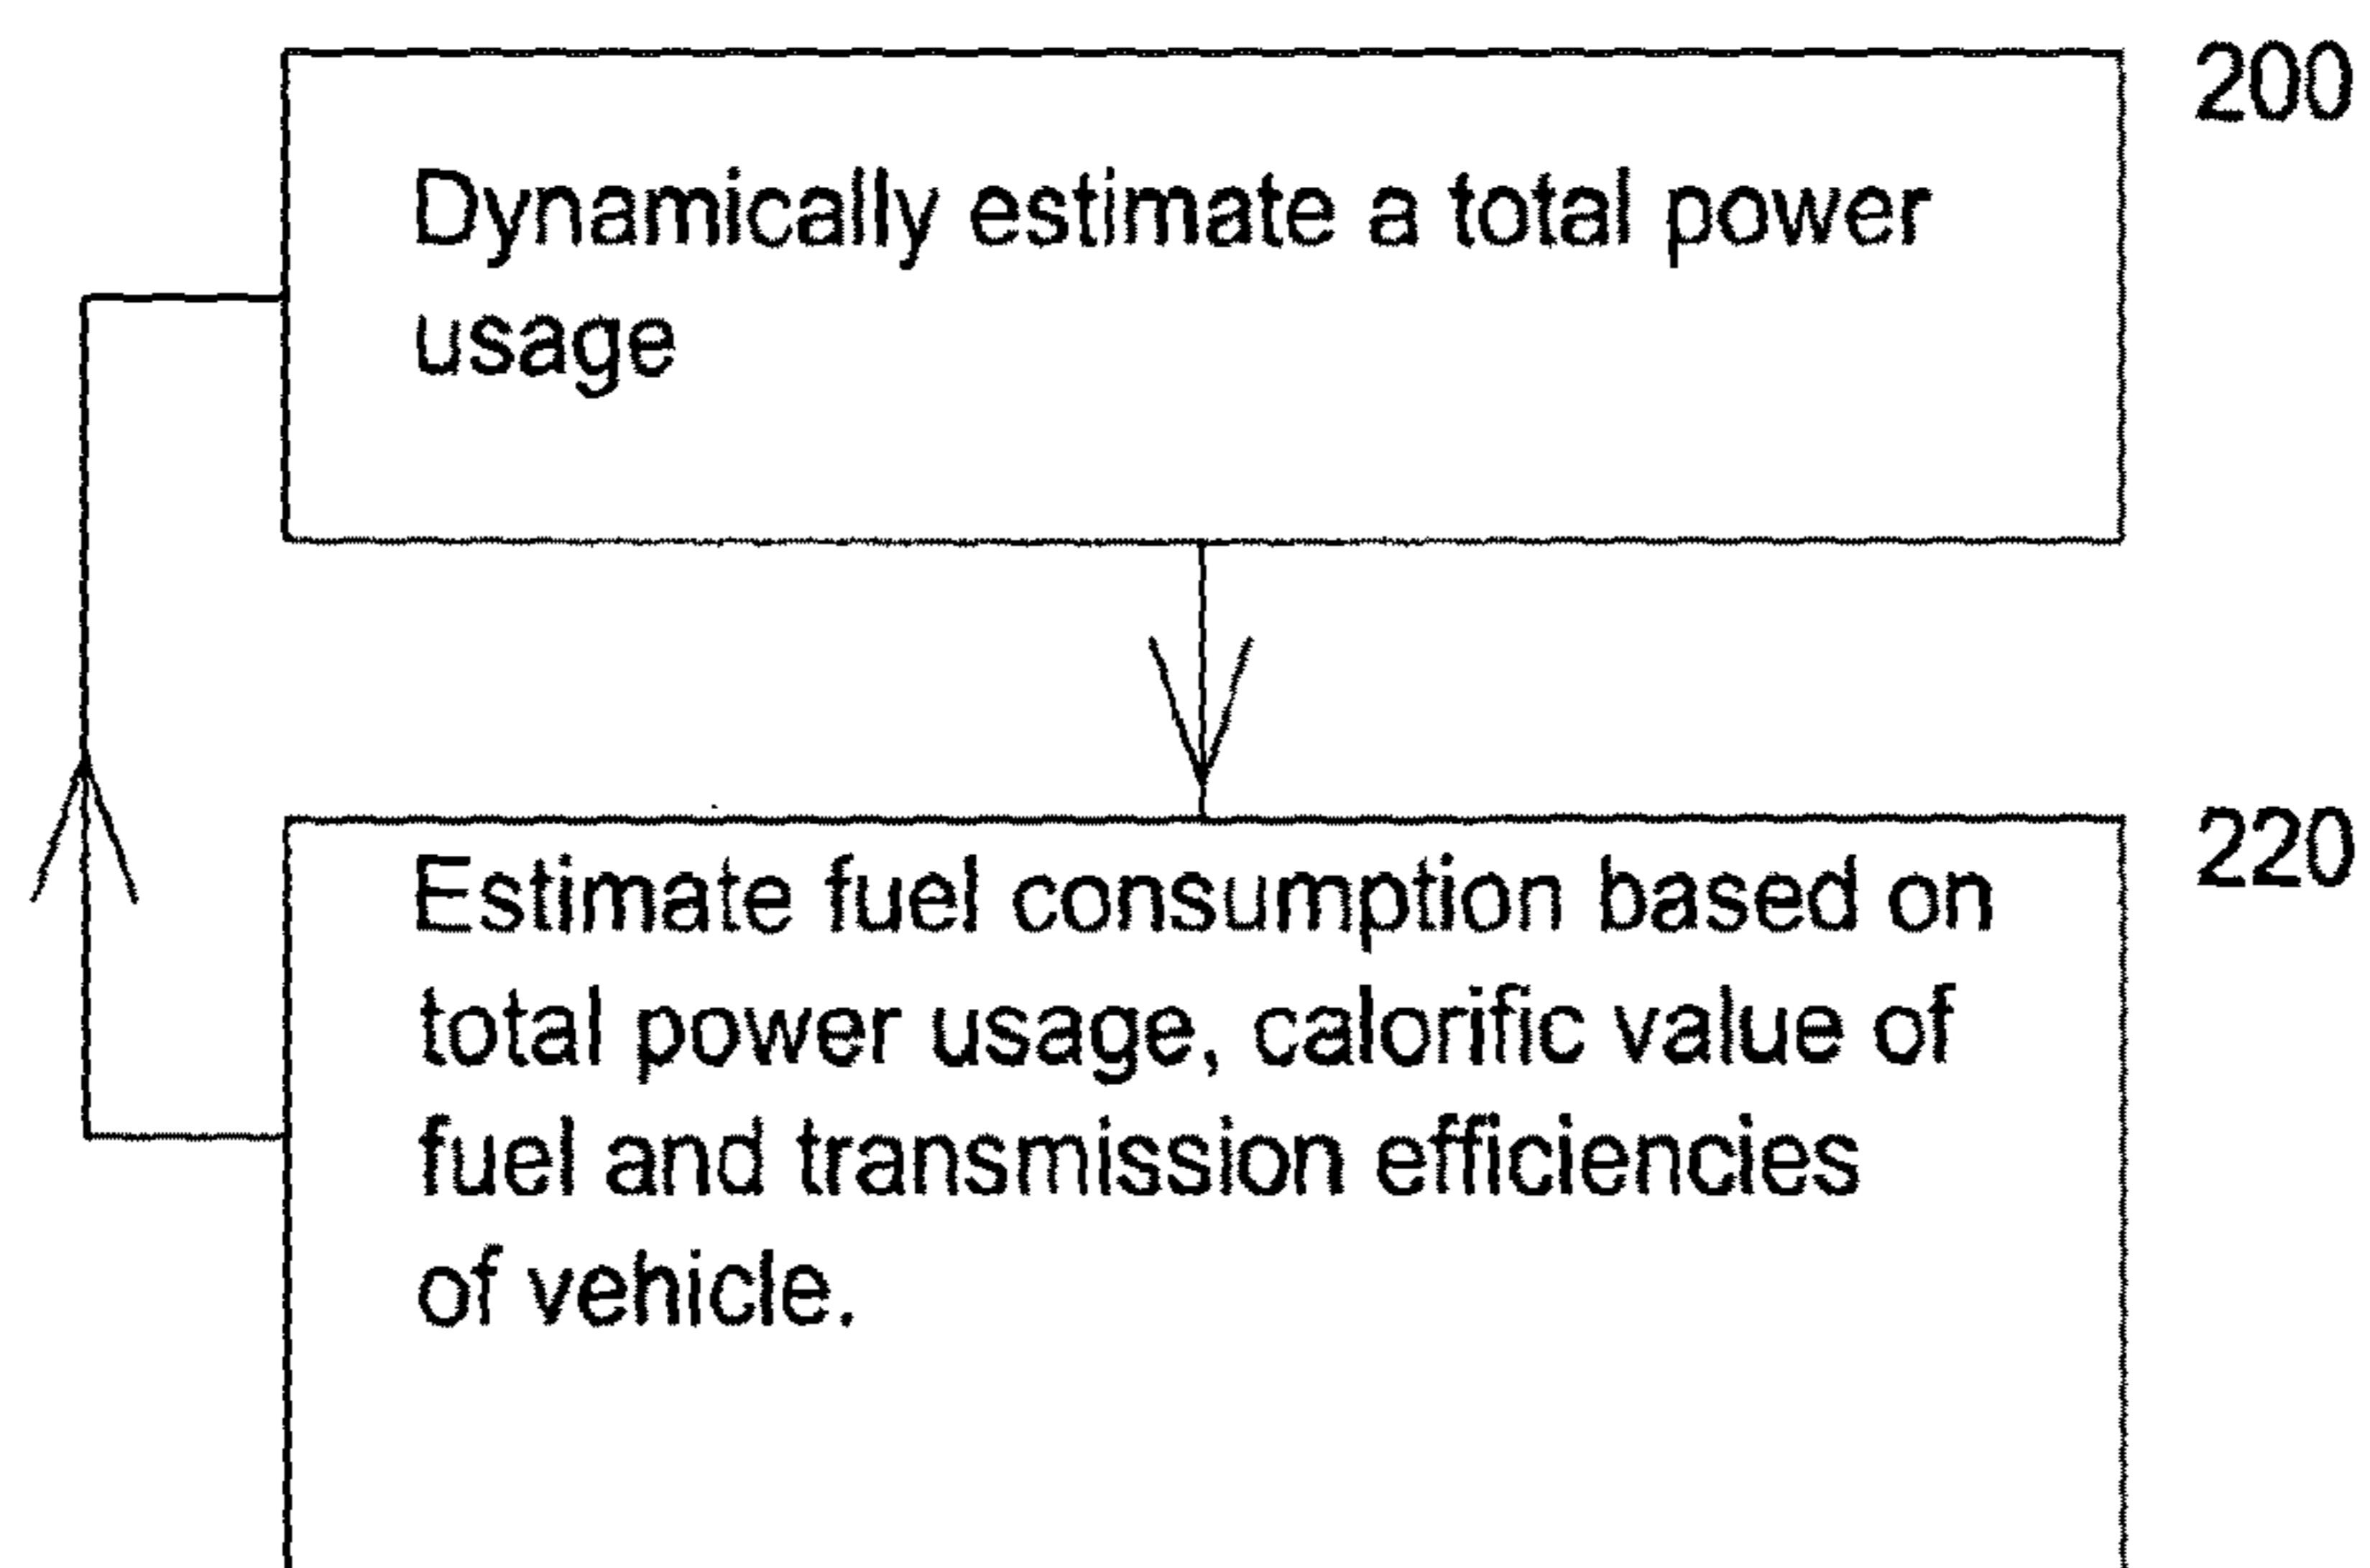 200
Dynamically estimate a total power
usage
220
Estimate fuel consumption based on
total power usage, calorific value of
fuel and transmission efficiencies
of vehicle.